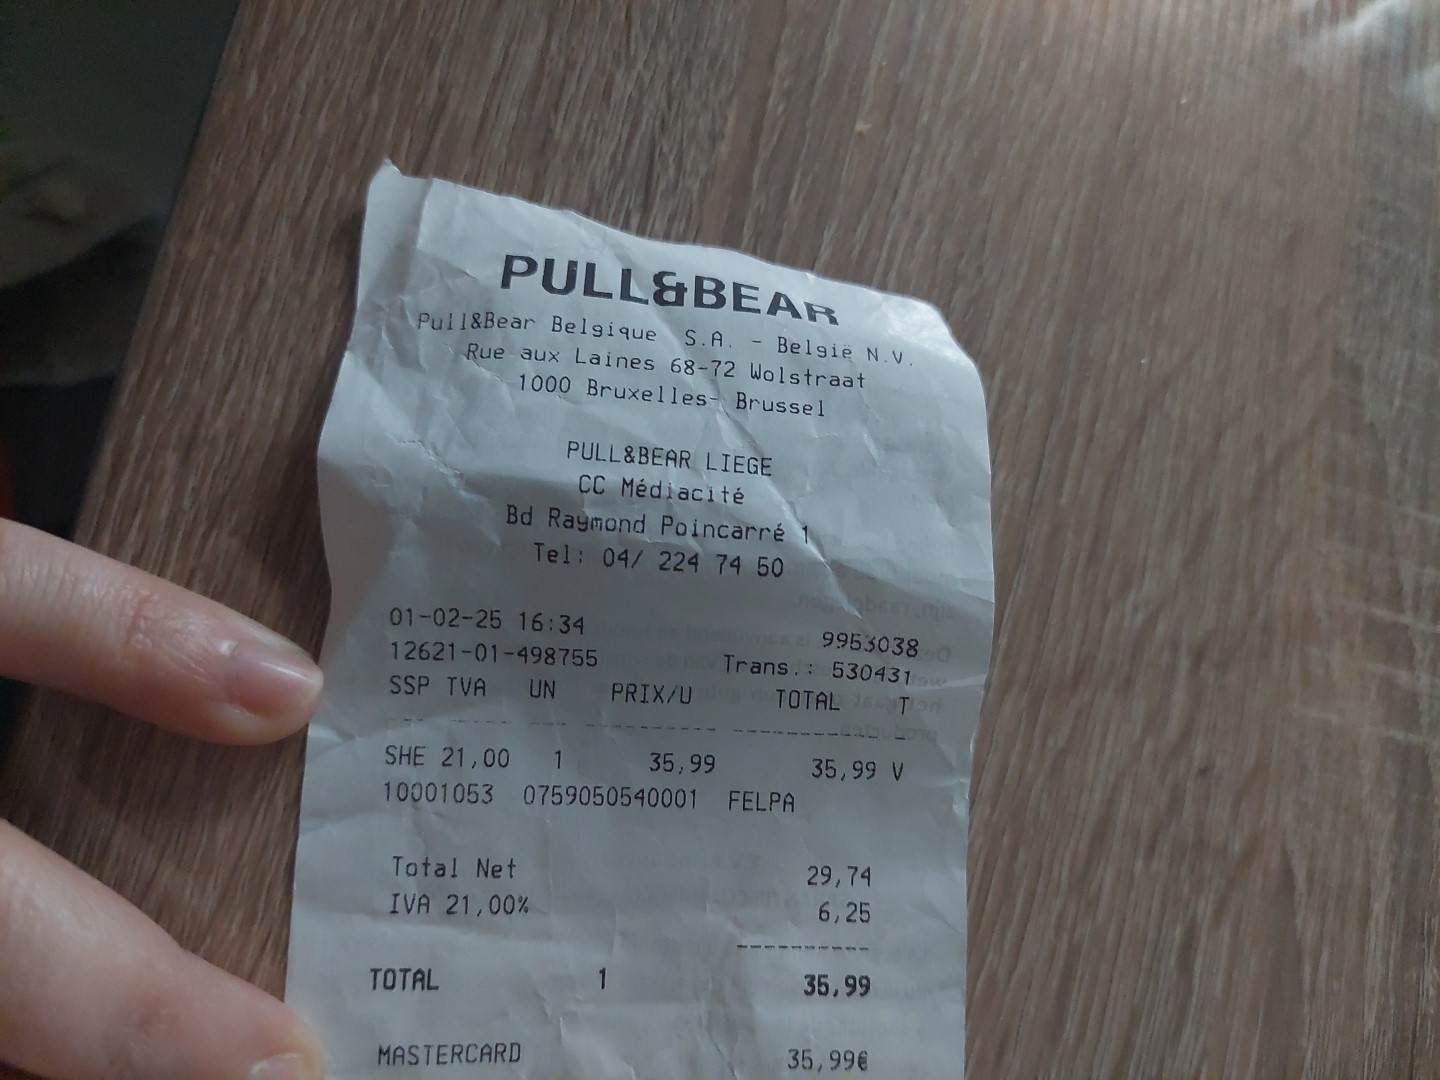 PULL&BEAR
Pull&Bear Belgique S.A. - België N.V.
Rue aux Laines 68-72 Wolstraat
1000 Bruxelles- Brussel
PULL&BEAR LIEGE
CC Médiacité
Bd Raymond Poincarré 1
Tel: 04/ 224 74 50
01-02-25 16:34 9953038
12621-01-498755 Trans.: 530431
SSP TVA UN PRIX/U TOTAL T
SHE 21,00 1 35,99 35,99 V
10001053 0759050540001 FELPA
Total Net 29,74
IVA 21,00% 6,25
TOTAL 1 35,99
MASTERCARD 35,99€